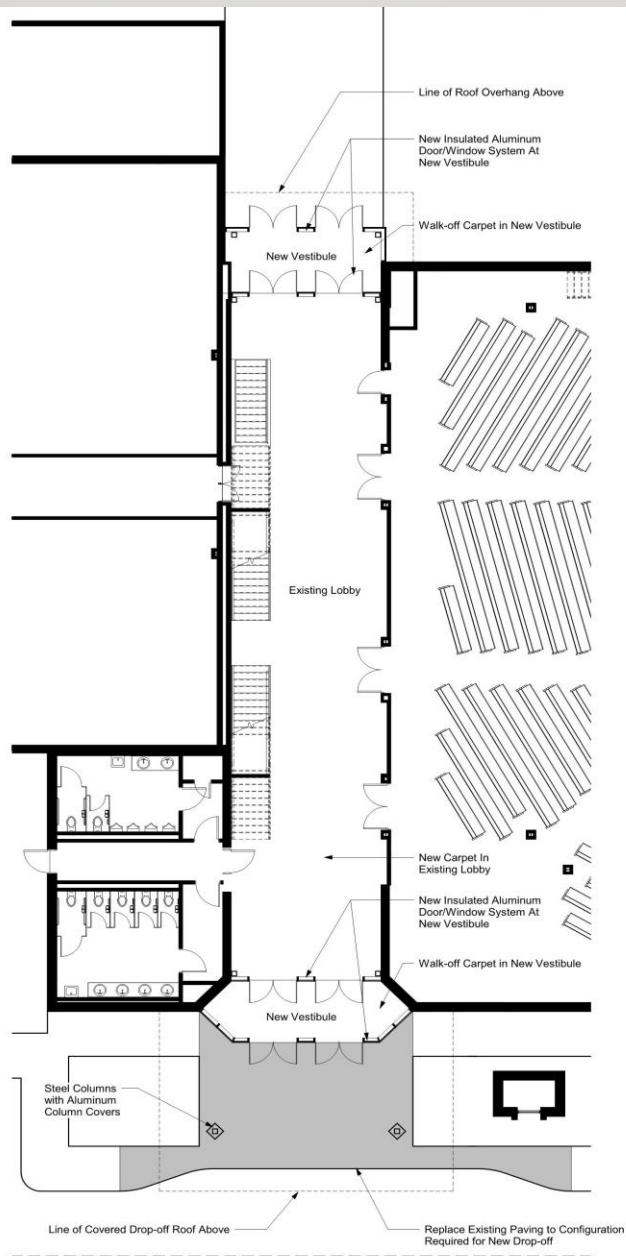 Line of Roof Overhang Above
New Insulated Aluminum
Door/Window System At
New Vestibule
Walk-off Carpet in New Vestibule
New Vestibule
Existing Lobby
New Carpet In
Existing Lobby
New Insulated Aluminum
Door/Window System At
New Vestibule
Walk-off Carpet in New Vestibule
New Vestibule
Steel Columns
with Aluminum
Column Covers
Line of Covered Drop-off Roof Above
Replace Existing Paving to Configuration
Required for New Drop-off